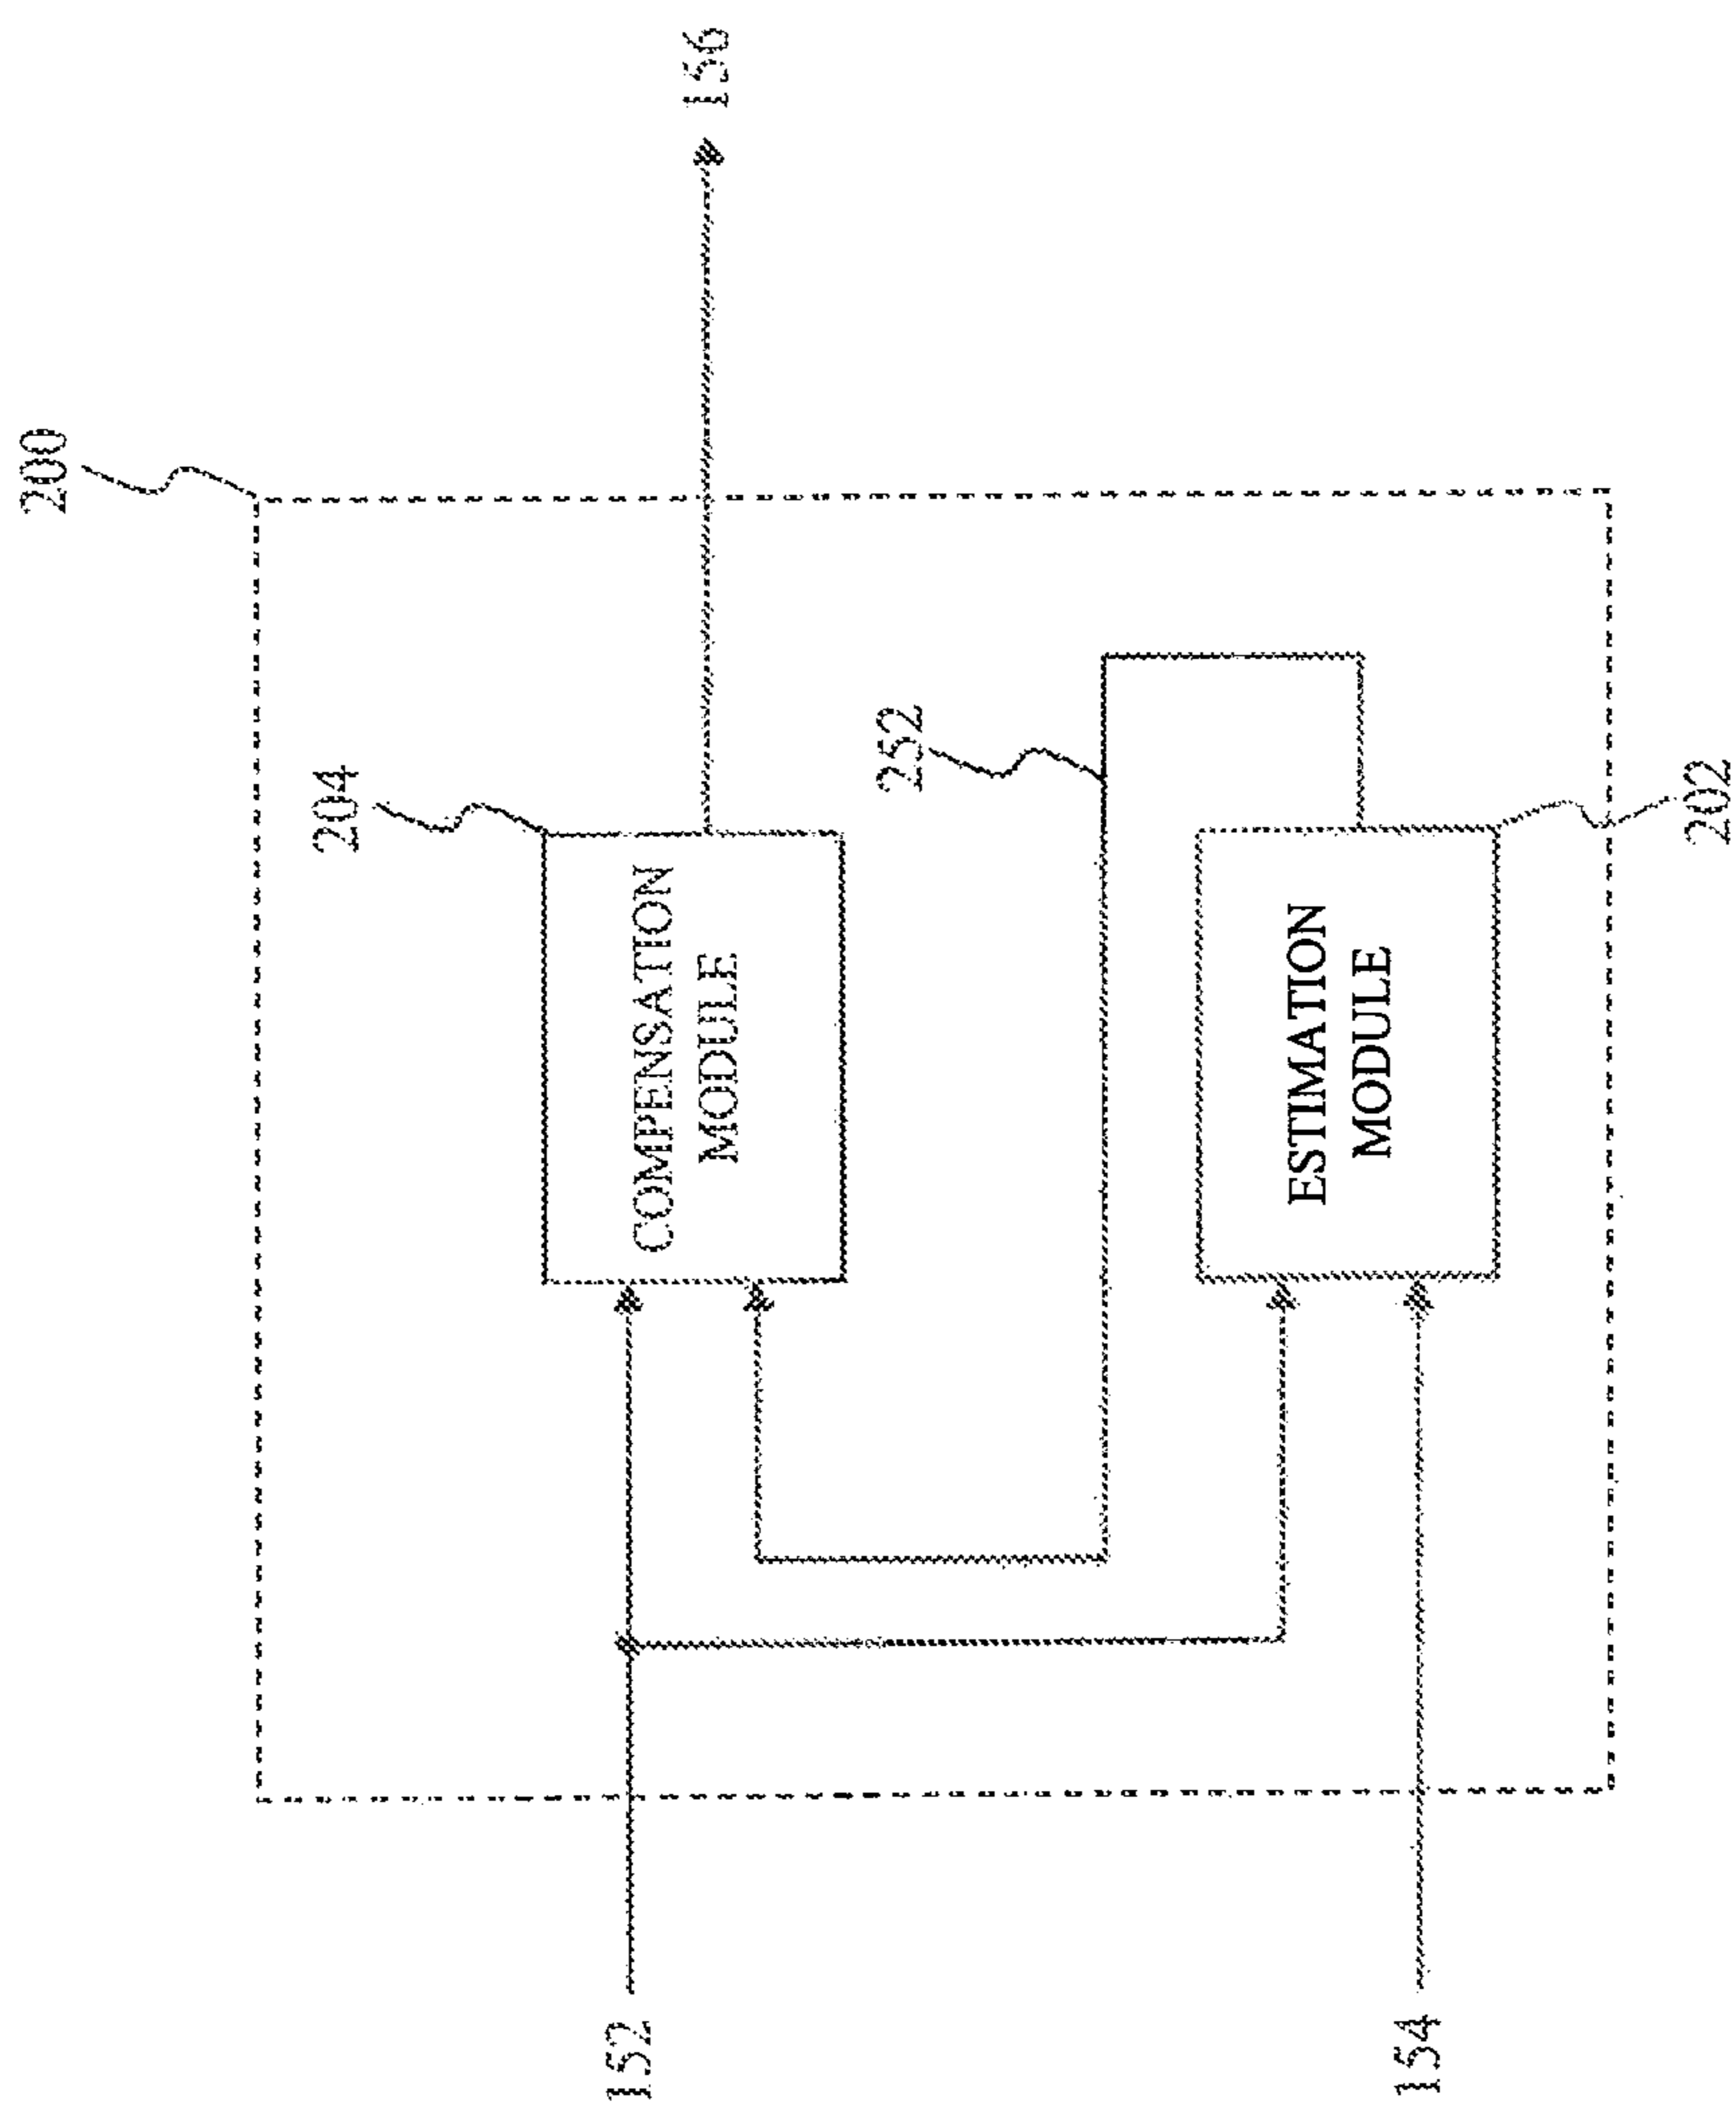 200
204
COMPENSATION
MODULE
152
156
252
ESTIMATION
MODULE
154
202